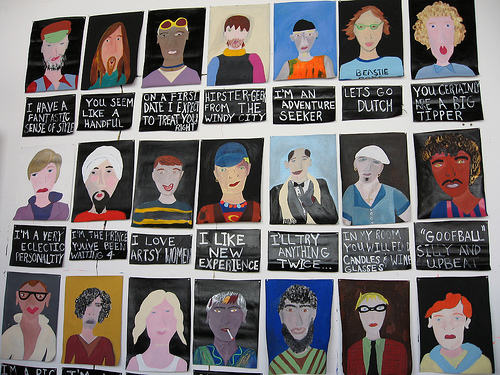 BEASTIE
I HAVE A
FANTASTIC
SENSE OF STYLE
YOU SEEM
LIKE A
HANDFUL
ON A FIRST
DATE I EXPECT
TO TREAT YOU
RIGHT
HIPSTER-GEEK
FROM THE
WINDY CITY
I'M AN
ADVENTURE
SEEKER
LETS GO
DUTCH
YOU CERTAINLY
ARE A BIG
TIPPER
I'M A VERY
ECLECTIC
PERSONALITY
I'M THE PRINCE
YOUVE BEEN
WAITING 4
I LOVE
ARTSY WOMEN
I LIKE
NEW
EXPERIENCE
I'LL TRY
ANYTHING
TWICE...
IN MY ROOM
YOU WILL FIND
CANDLES & WINE
GLASSES
"GOOFBALL"
SILLY AND
UPBEAT
I'M A BIG
I'M A